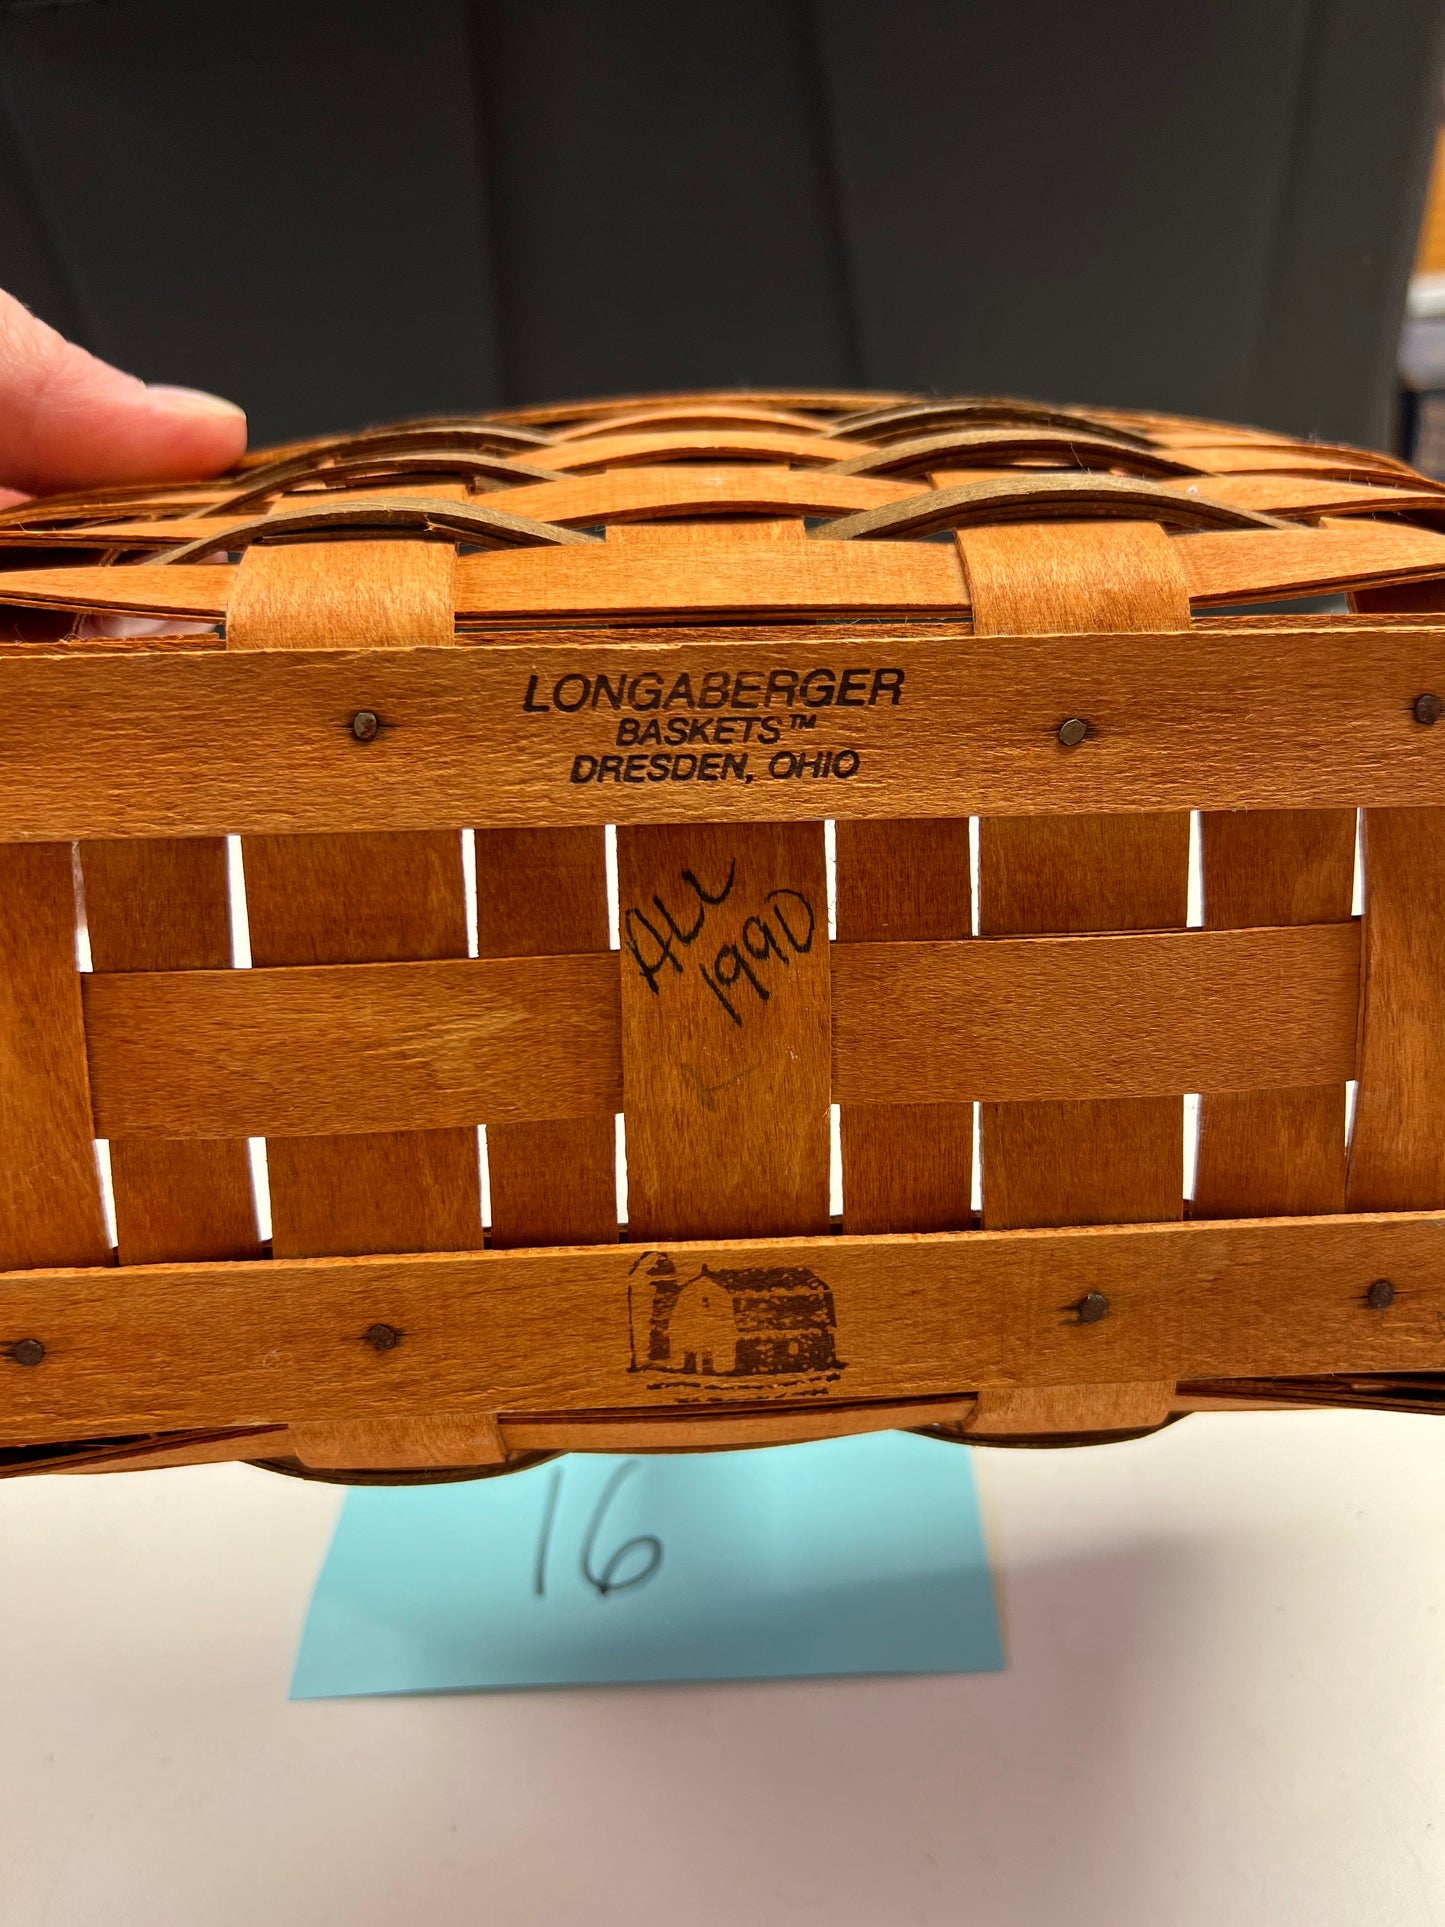 LONGABERGER
BASKETS™
DRESDEN, OHIO
ALL
1990
16